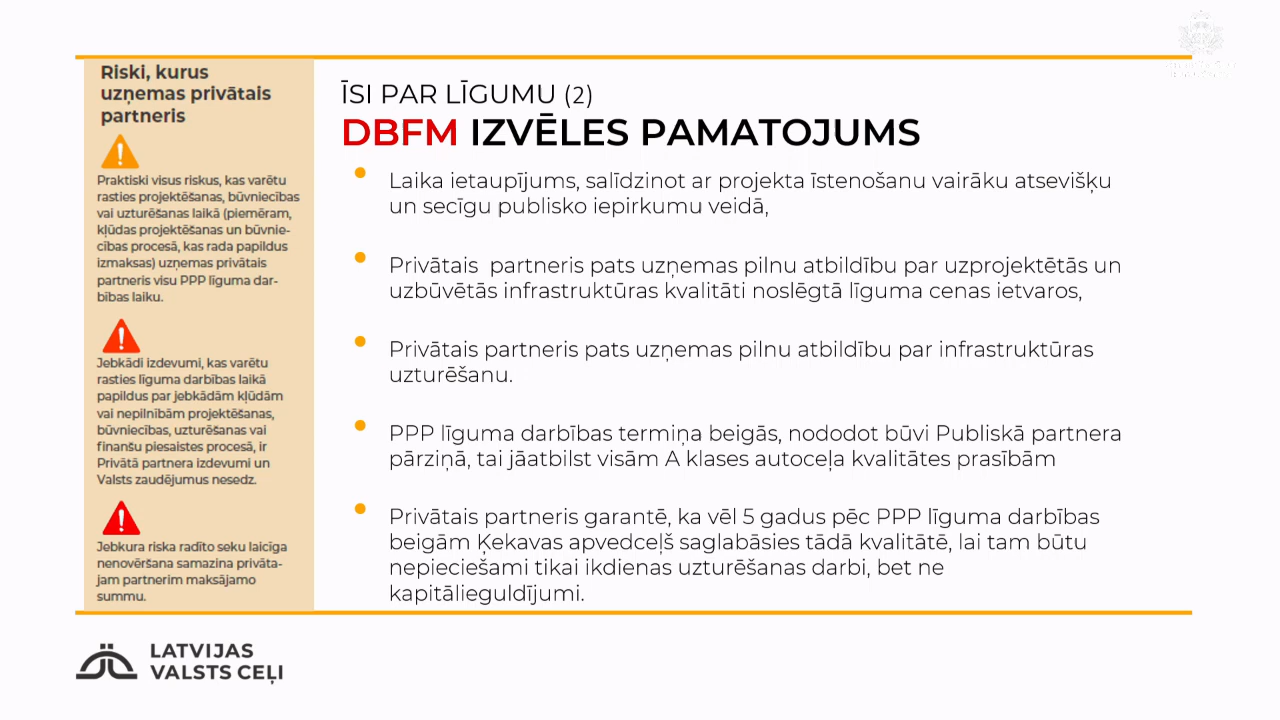 Riski, kurus
uzņemas privātais
partneris
Praktiski visus riskus, kas varētu
rasties projektēšanas, būvniecības
vai uzturēšanas laikā (piemēram,
kļūdas projektēšanas un būvnie-
cības procesā, kas rada papildus
izmaksas) uzņemas privātais
partneris visu PPP līguma dar-
bības laiku.
Jebkādi izdevumi, kas varētu
rasties līguma darbības laikā
papildus par jebkādām kļūdām
vai nepilnībām projektēšanas,
būvniecības, uzturēšanas vai
finanšu piesaistes procesā, ir
Privātā partnera izdevumi un
Valsts zaudējumus nesedz.
Jebkura riska radīto seku laicīga
nenovēršana samazina privāta-
jam partnerim maksājamo
summu.
ĪSI PAR LĪGUMU (2)
DBFM IZVĒLES PAMATOJUMS
• Laika ietaupījums, salīdzinot ar projekta īstenošanu vairāku atsevišķu
un secīgu publisko iepirkumu veidā,
• Privātais partneris pats uzņemas pilnu atbildību par uzprojektētās un
uzbūvētās infrastruktūras kvalitāti noslēgtā līguma cenas ietvaros,
• Privātais partneris pats uzņemas pilnu atbildību par infrastruktūras
uzturēšanu.
• PPP līguma darbības termiņa beigās, nododot būvi Publiskā partnera
pārziņā, tai jāatbilst visām A klases autoceļa kvalitātes prasībām
• Privātais partneris garantē, ka vēl 5 gadus pēc PPP līguma darbības
beigām Ķekavas apvedceļš saglabāsies tādā kvalitātē, lai tam būtu
nepieciešami tikai ikdienas uzturēšanas darbi, bet ne
kapitālieguldījumi.
LATVIJAS
VALSTS CEĻI